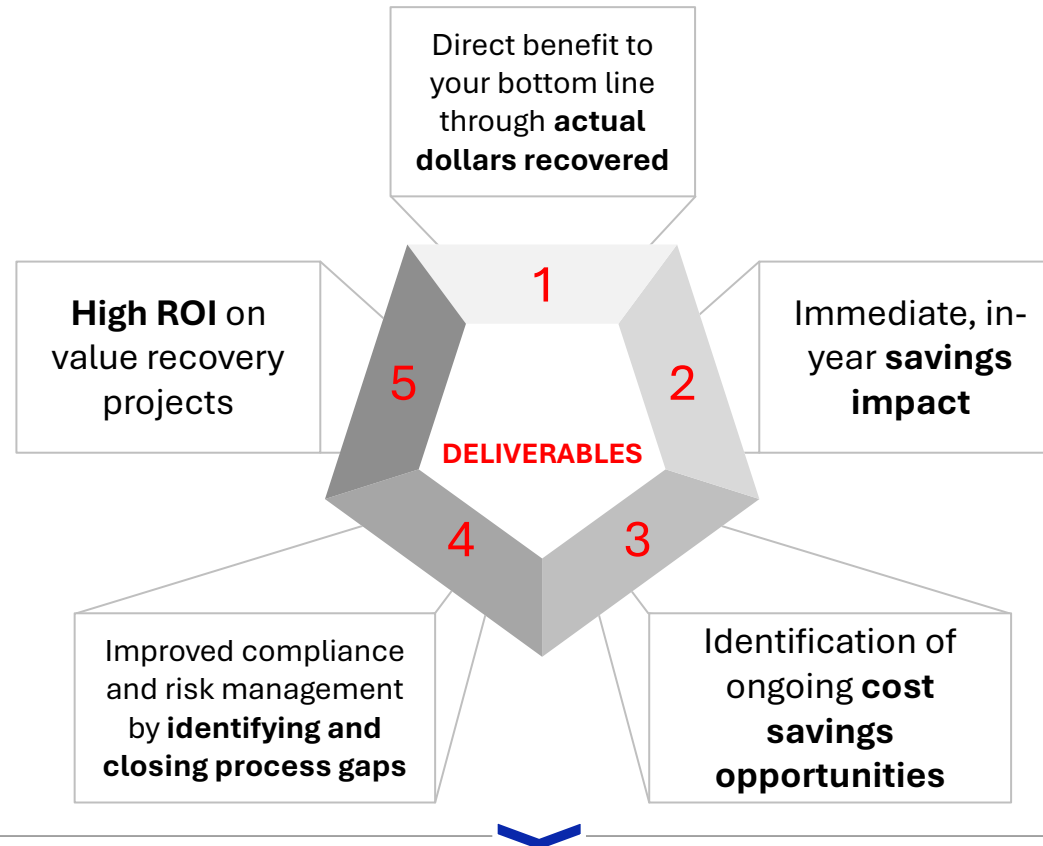 Direct benefit to
your bottom line
through actual
dollars recovered
1
High ROI on
value recovery
projects
5
Immediate, in-
year savings
impact
2
DELIVERABLES
4
3
Improved compliance
and risk management
by identifying and
closing process gaps
Identification of
ongoing cost
savings
opportunities